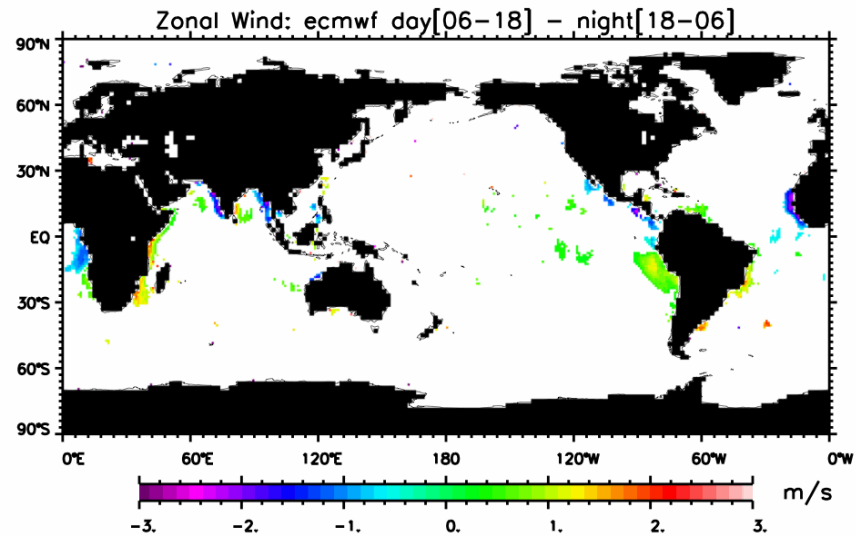 Zonal Wind: ecmwf day[06-18] - night[18-06]
90°N
60°N
30°N
EQ
30°S
60°S
90°S
0°E 60°E 120°E 180 120°W 60°W 0°W
-3. -2. -1. 0. 1. 2. 3. m/s